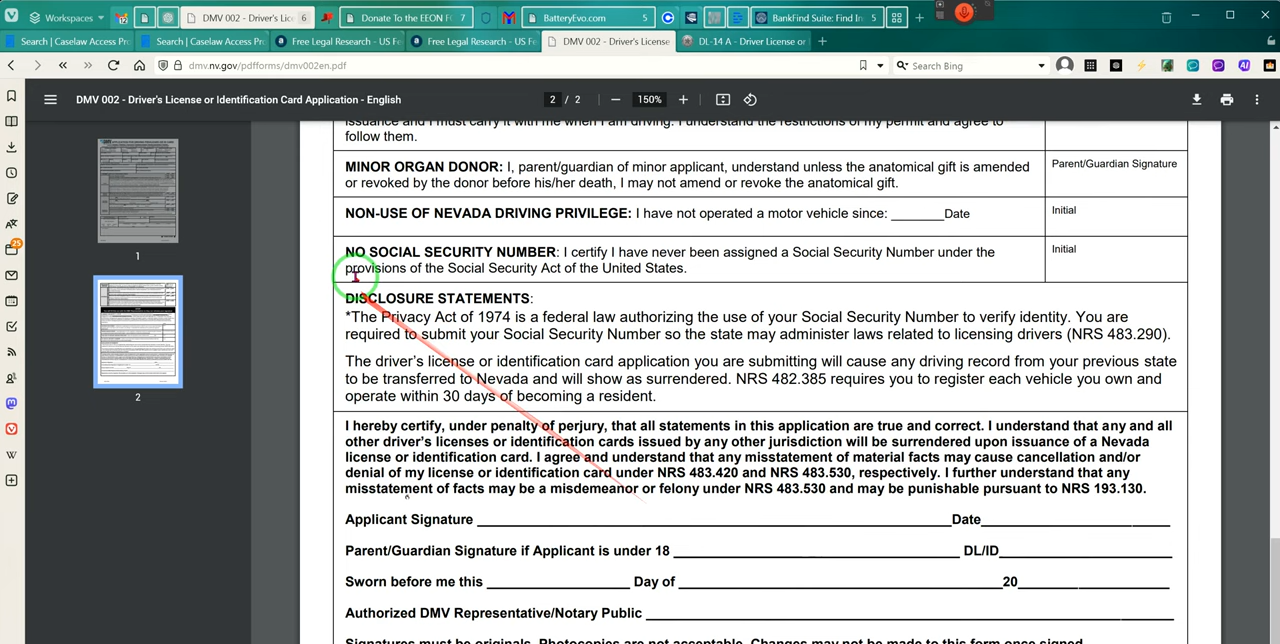 Workspaces
DMV 002 - Driver's Lic 6
Donate To the EEON F 7
BatteryEvo.com 5
BankFind Suite: Find In 5
Search | Caselaw Access Pr
Search | Caselaw Access Pro
Free Legal Research - US Fe
Free Legal Research - US Fe
DMV 002 - Driver's License
DL-14 A - Driver License or
dmv.nv.gov/pdfforms/dmv002en.pdf
Search Bing
DMV 002 - Driver's License or Identification Card Application - English
2 / 2
150%
1
2
25
issuance and I must carry it with me when I am driving. I understand the restrictions of my permit and agree to
follow them.
MINOR ORGAN DONOR: I, parent/guardian of minor applicant, understand unless the anatomical gift is amended
or revoked by the donor before his/her death, I may not amend or revoke the anatomical gift.
Parent/Guardian Signature
NON-USE OF NEVADA DRIVING PRIVILEGE: I have not operated a motor vehicle since: _______Date
Initial
NO SOCIAL SECURITY NUMBER: I certify I have never been assigned a Social Security Number under the
provisions of the Social Security Act of the United States.
Initial
DISCLOSURE STATEMENTS:
*The Privacy Act of 1974 is a federal law authorizing the use of your Social Security Number to verify identity. You are
required to submit your Social Security Number so the state may administer laws related to licensing drivers (NRS 483.290).
The driver's license or identification card application you are submitting will cause any driving record from your previous state
to be transferred to Nevada and will show as surrendered. NRS 482.385 requires you to register each vehicle you own and
operate within 30 days of becoming a resident.
I hereby certify, under penalty of perjury, that all statements in this application are true and correct. I understand that any and all
other driver's licenses or identification cards issued by any other jurisdiction will be surrendered upon issuance of a Nevada
license or identification card. I agree and understand that any misstatement of material facts may cause cancellation and/or
denial of my license or identification card under NRS 483.420 and NRS 483.530, respectively. I further understand that any
misstatement of facts may be a misdemeanor or felony under NRS 483.530 and may be punishable pursuant to NRS 193.130.
Applicant Signature ____________ Date____________
Parent/Guardian Signature if Applicant is under 18 ____________ DL/ID____________
Sworn before me this ____________ Day of ____________ 20____________
Authorized DMV Representative/Notary Public ____________
Signatures must be originals. Photocopies are not acceptable. Changes may not be made to this form once signed.